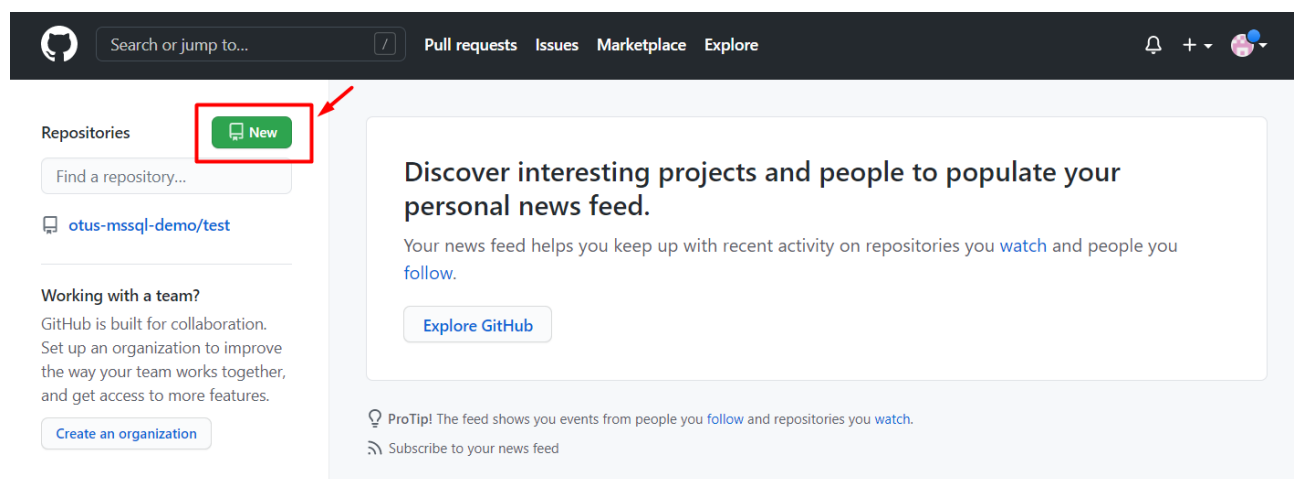 Search or jump to...
/
Pull requests Issues Marketplace Explore
Repositories
New
Find a repository...
otus-mssql-demo/test
Working with a team?
GitHub is built for collaboration.
Set up an organization to improve
the way your team works together,
and get access to more features.
Create an organization
Discover interesting projects and people to populate your
personal news feed.
Your news feed helps you keep up with recent activity on repositories you watch and people you
follow.
Explore GitHub
ProTip! The feed shows you events from people you follow and repositories you watch.
Subscribe to your news feed